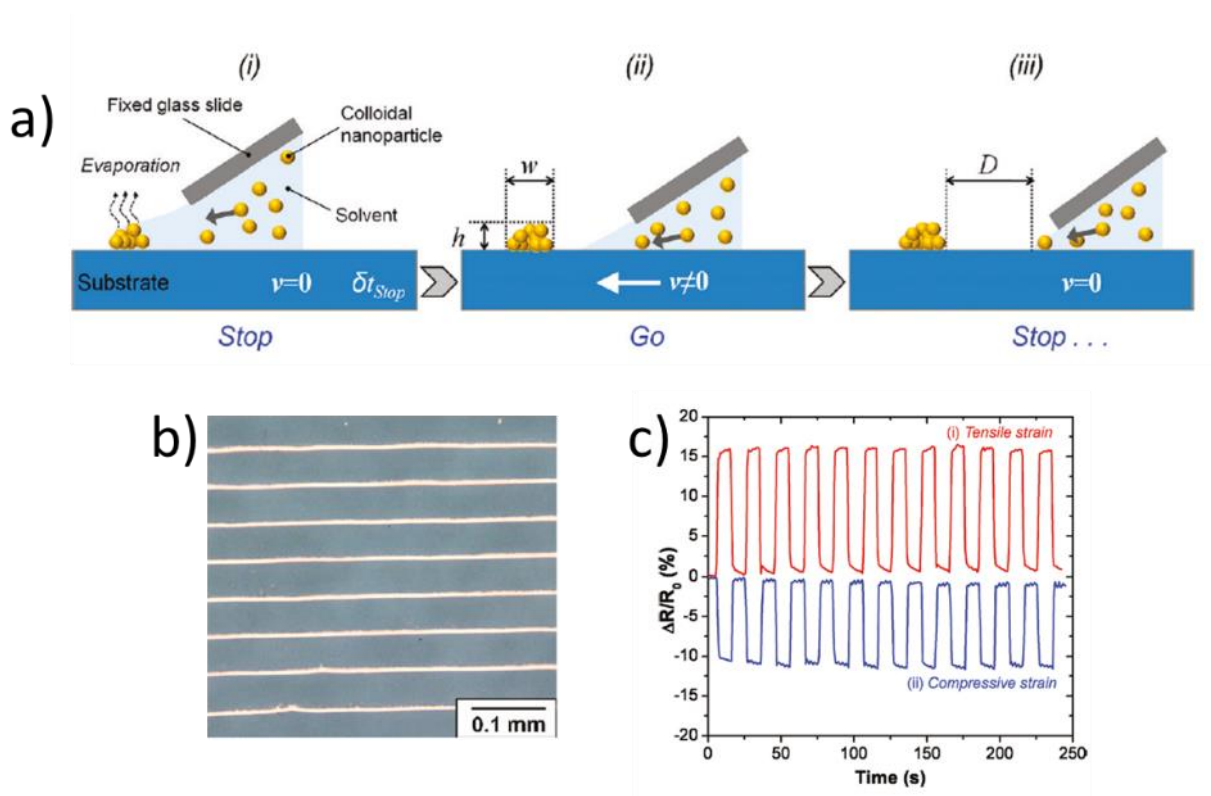 a)
(i)
(ii)
(iii)
Fixed glass slide
Colloidal
nanoparticle
Evaporation
Solvent
w
h
D
Substrate
v=0
δtStop
v≠0
v=0
Stop
Go
Stop . . .
b)
0.1 mm
c)
ΔR/R0 (%)
20
15
10
5
0
-5
-10
-15
-20
(i) Tensile strain
(ii) Compressive strain
0
50
100
150
200
250
Time (s)